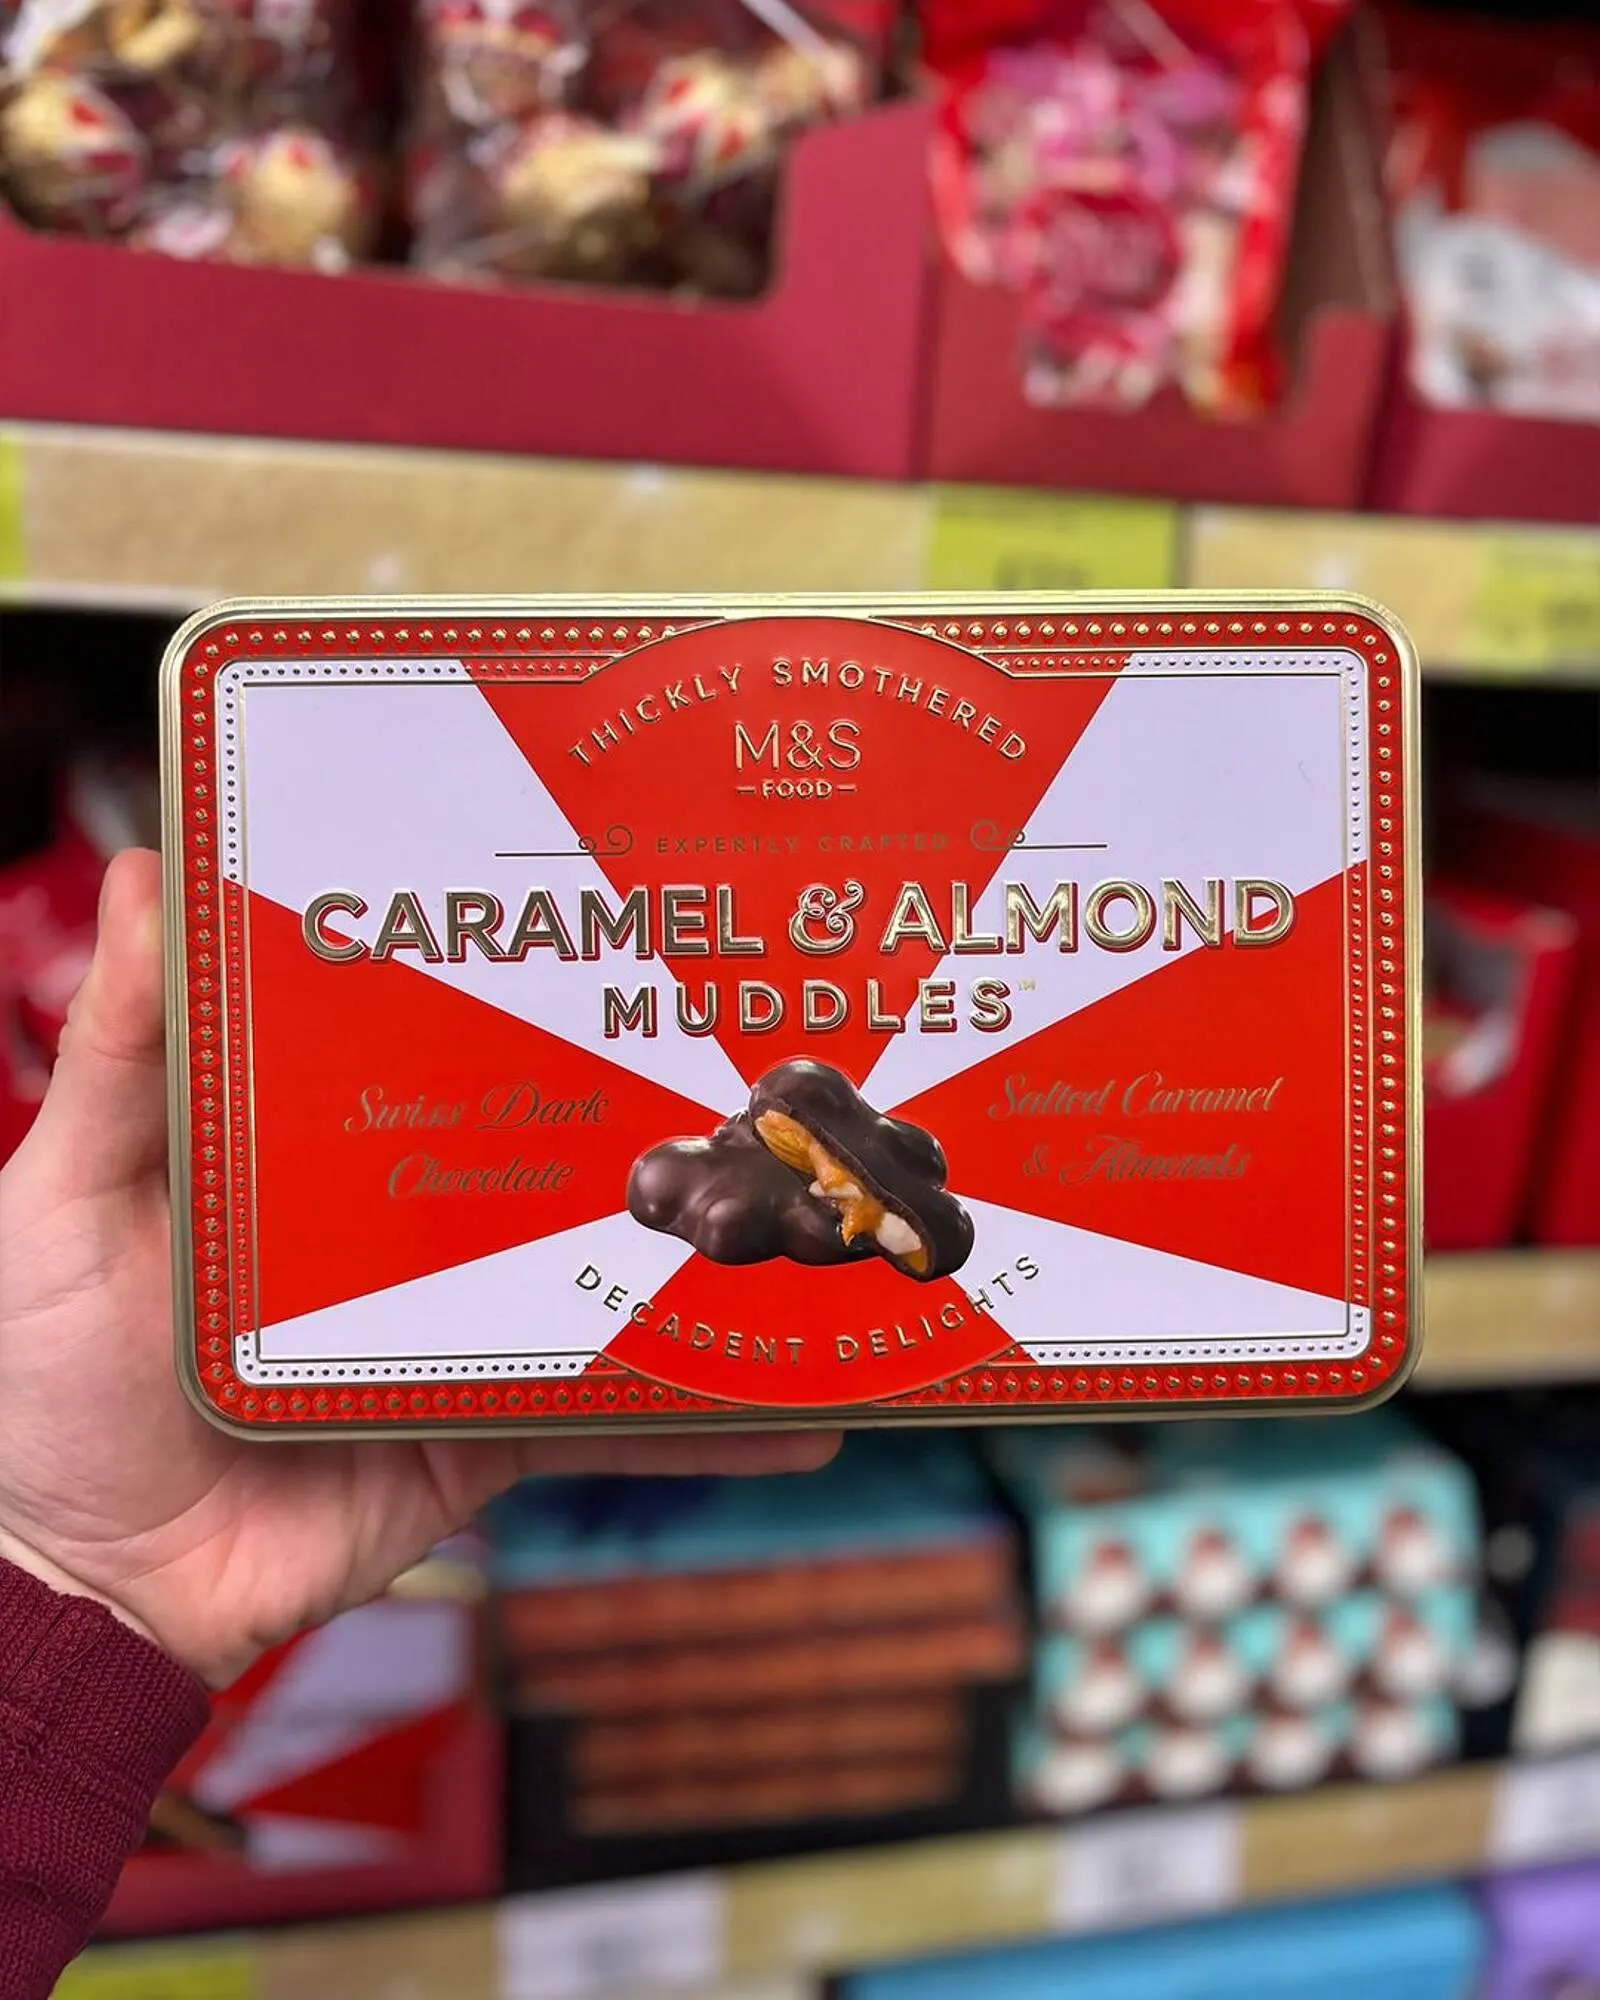 THICKLY SMOTHERED
M&S
FOOD
EXPERTLY CRAFTED
CARAMEL & ALMOND
MUDDLES™
Swiss Dark
Chocolate
Salted Caramel
& Almonds
DECADENT DELIGHTS